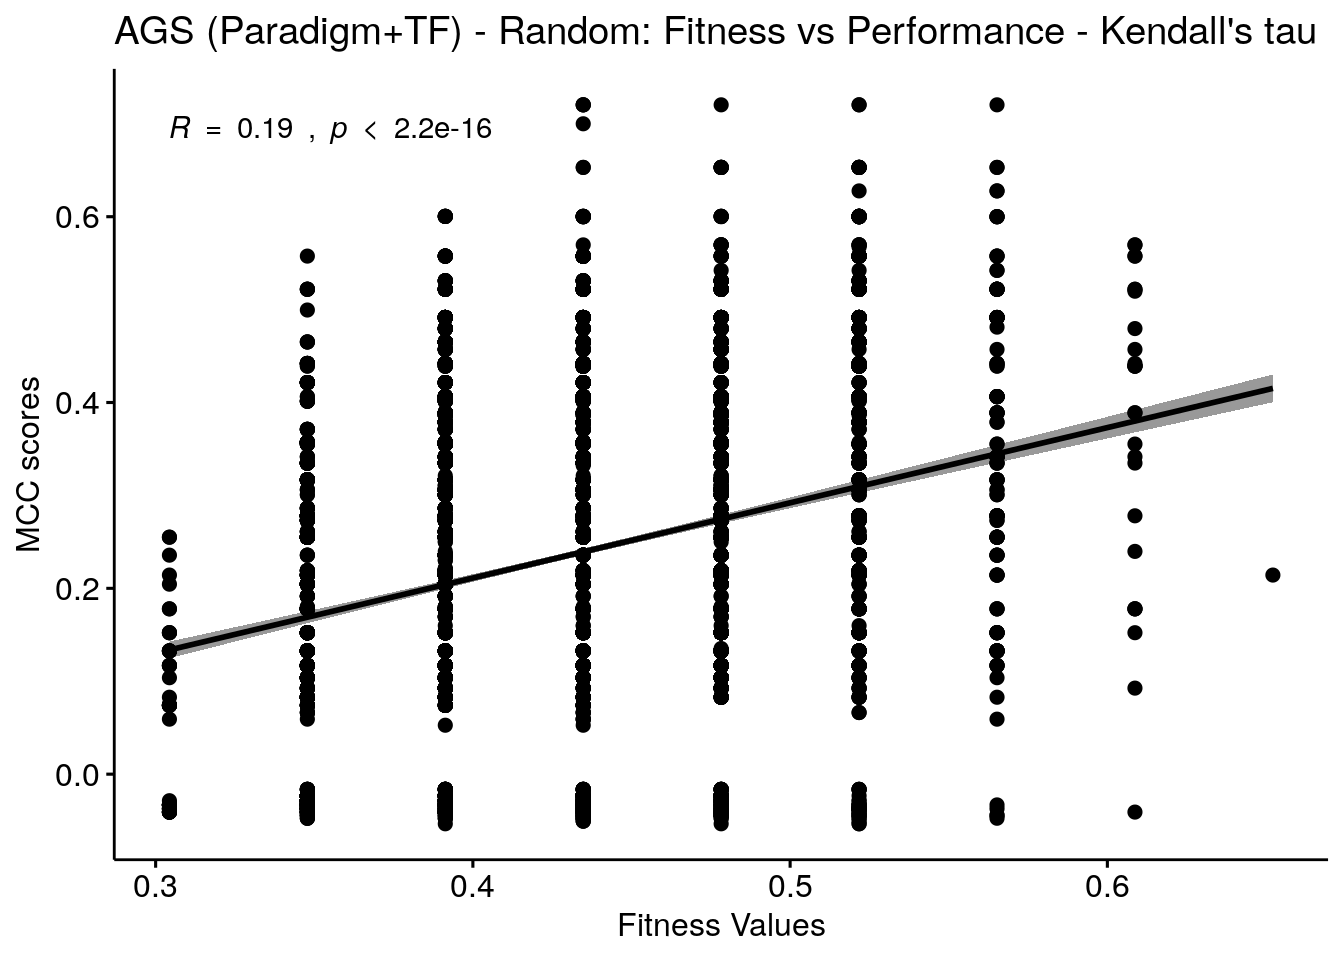 AGS (Paradigm+TF) - Random: Fitness vs Performance - Kendall's tau
R = 0.19 , p < 2.2e-16
0.6
0.4
0.2
0.0
MCC scores
0.3 0.4 0.5 0.6
Fitness Values